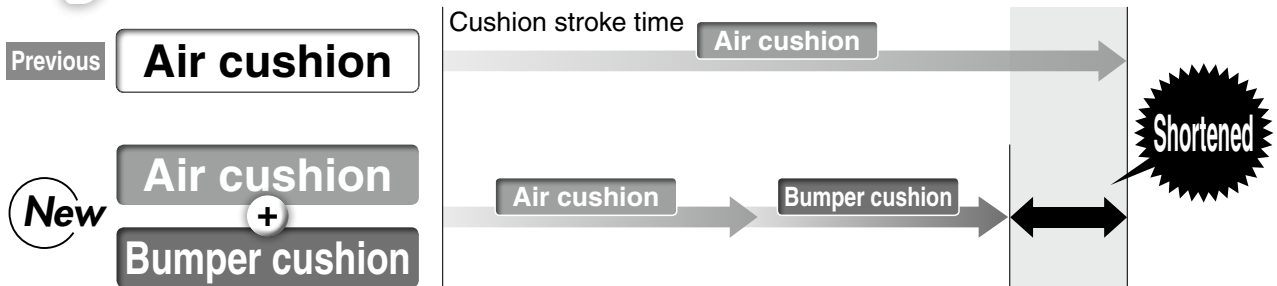 Cushion stroke time
Previous
Air cushion
Air cushion
Shortened
New
Air cushion
+
Bumper cushion
Air cushion
Bumper cushion